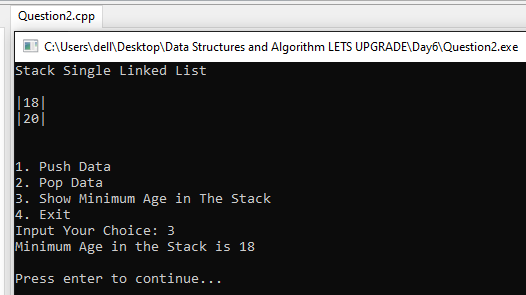 Question2.cpp
C:\Users\dell\Desktop\Data Structures and Algorithm LETS UPGRADE\Day6\Question2.exe
Stack Single Linked List
|18|
|20|
1. Push Data
2. Pop Data
3. Show Minimum Age in The Stack
4. Exit
Input Your Choice: 3
Minimum Age in the Stack is 18
Press enter to continue...